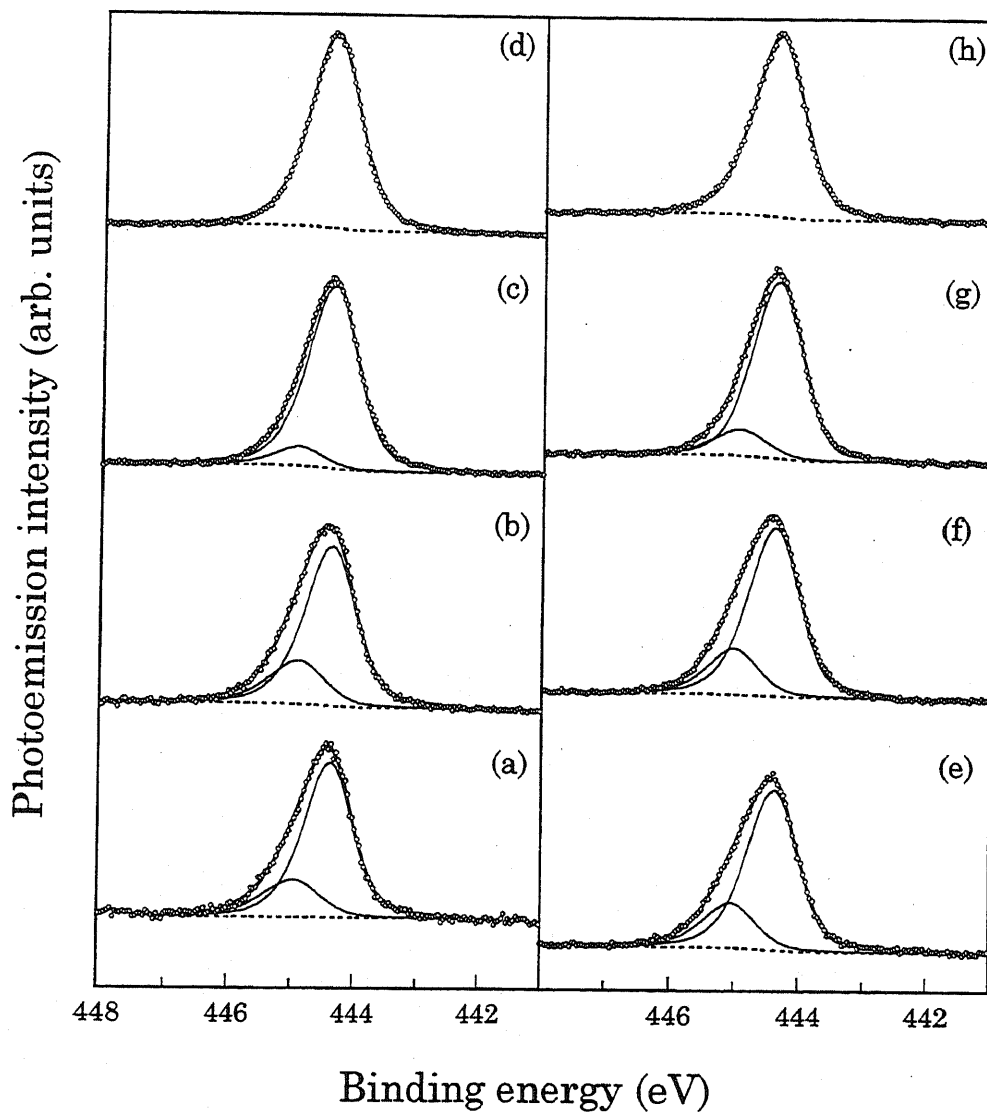 Photoemission intensity (arb. units)
(d)
(h)
(c)
(g)
(b)
(f)
(a)
(e)
448 446 444 442 446 444 442
Binding energy (eV)